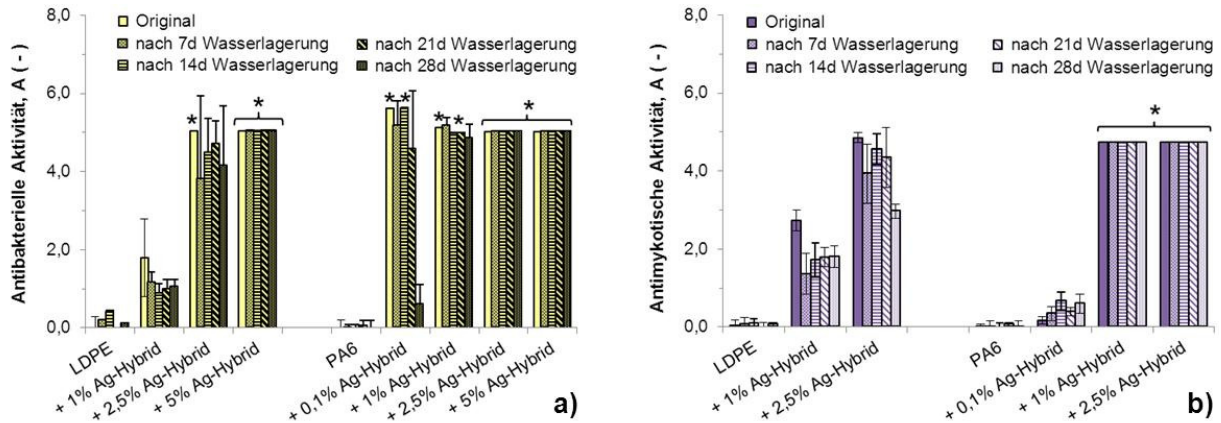 Antibakterielle Aktivität, A ( - )
8,0
6,0
4,0
2,0
0,0
Original
nach 7d Wasserlagerung
nach 14d Wasserlagerung
nach 21d Wasserlagerung
nach 28d Wasserlagerung
*
*
*
*
*
*
*
LDPE
+ 1% Ag-Hybrid
+ 2,5% Ag-Hybrid
+ 5% Ag-Hybrid
PA6
+ 0,1% Ag-Hybrid
+ 1% Ag-Hybrid
+ 2,5% Ag-Hybrid
+ 5% Ag-Hybrid
a)
Antimykotische Aktivität, A ( - )
8,0
6,0
4,0
2,0
0,0
Original
nach 7d Wasserlagerung
nach 14d Wasserlagerung
nach 21d Wasserlagerung
nach 28d Wasserlagerung
*
LDPE
+ 1% Ag-Hybrid
+ 2,5% Ag-Hybrid
PA6
+ 0,1% Ag-Hybrid
+ 1% Ag-Hybrid
+ 2,5% Ag-Hybrid
b)